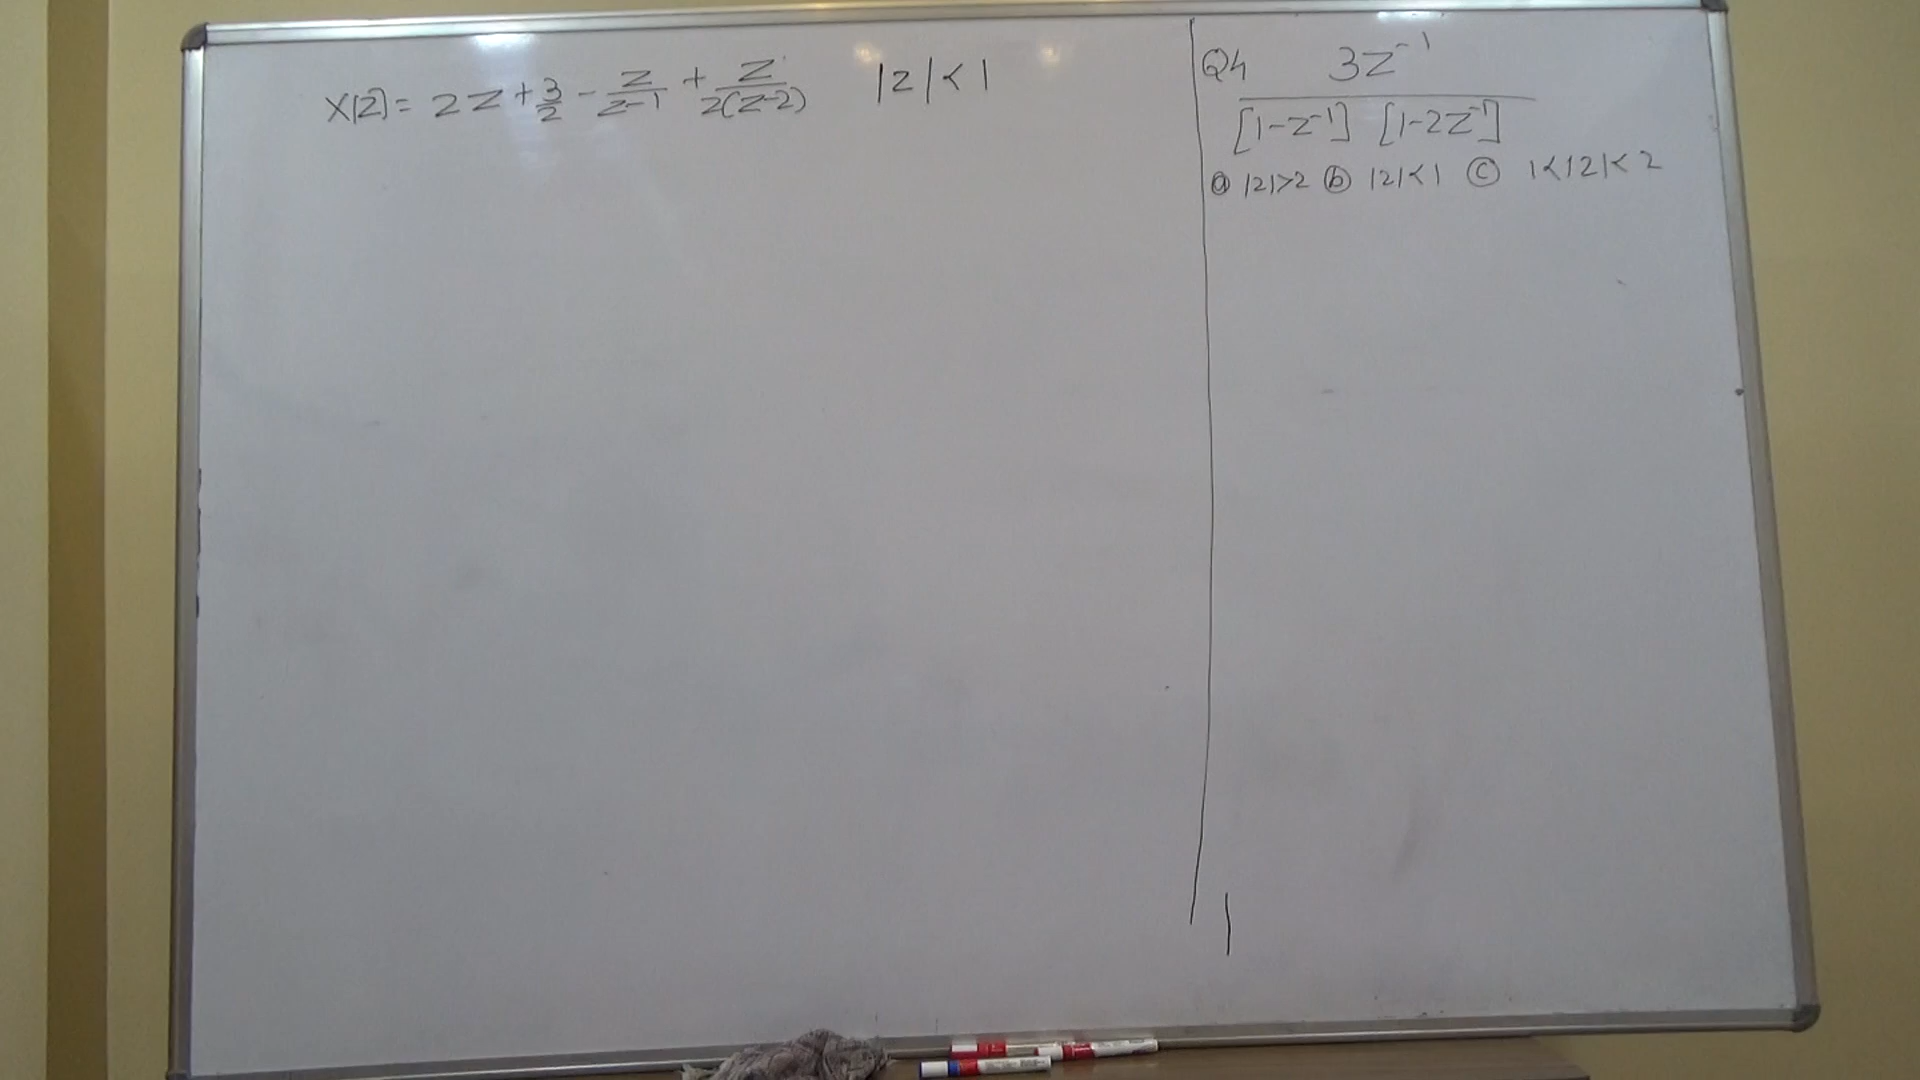 X[Z] = 2Z + 3/2 - Z/(Z-1) + Z/(2(Z-2))   |Z| < 1
Q4   3Z⁻¹
[1-Z⁻¹] [1-2Z⁻¹]
ⓐ |Z|>2 ⓑ |Z|<1 ⓒ 1<|Z|<2